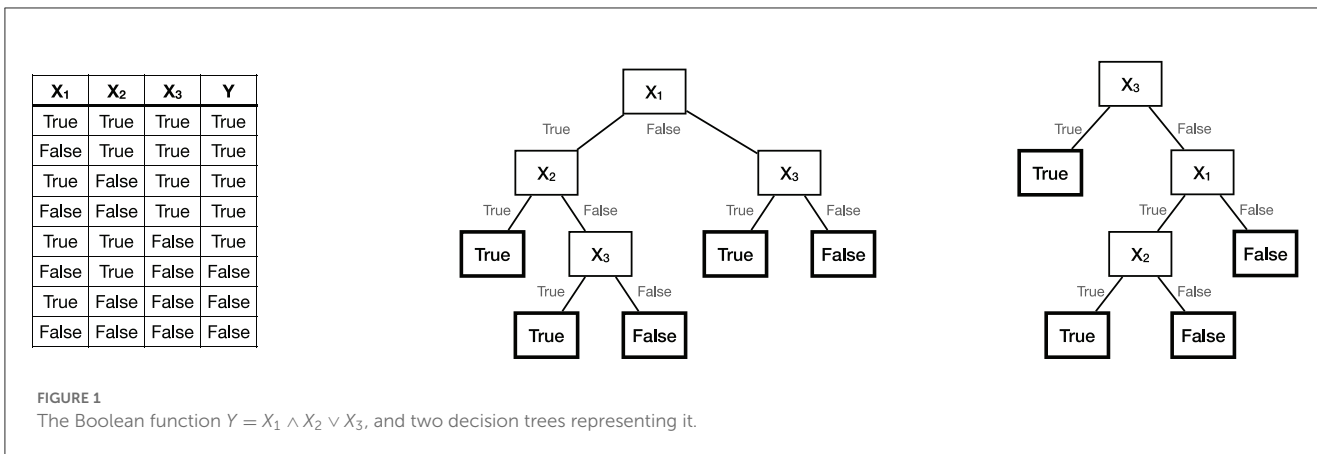 X₁ X₂ X₃ Y
True True True True
False True True True
True False True True
False False True True
True True False True
False True False False
True False False False
False False False False
X₁
True False
X₂ X₃
True False True False
True X₃ True False
True False
True False
X₃
True False
True X₁
True False
X₂ False
True False
True False
FIGURE 1
The Boolean function Y = X₁ ∧ X₂ ∨ X₃, and two decision trees representing it.